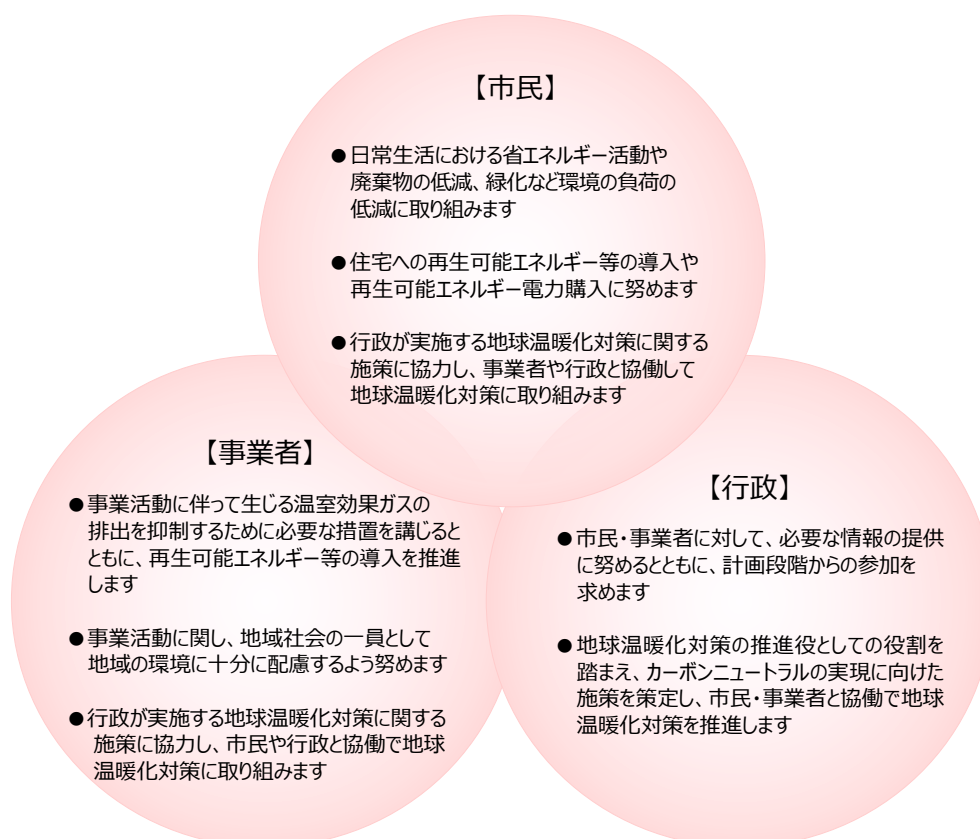 【市民】
●日常生活における省エネルギー活動や
廃棄物の低減、緑化など環境の負荷の
低減に取り組みます
●住宅への再生可能エネルギー等の導入や
再生可能エネルギー電力購入に努めます
●行政が実施する地球温暖化対策に関する
施策に協力し、事業者や行政と協働して
地球温暖化対策に取り組みます
【事業者】
●事業活動に伴って生じる温室効果ガスの
排出を抑制するために必要な措置を講じると
ともに、再生可能エネルギー等の導入を推進
します
●事業活動に関し、地域社会の一員として
地域の環境に十分に配慮するよう努めます
●行政が実施する地球温暖化対策に関する
施策に協力し、市民や行政と協働で地球
温暖化対策に取り組みます
【行政】
●市民・事業者に対して、必要な情報の提供
に努めるとともに、計画段階からの参加を
求めます
●地球温暖化対策の推進役としての役割を
踏まえ、カーボンニュートラルの実現に向けた
施策を策定し、市民・事業者と協働で地球
温暖化対策を推進します